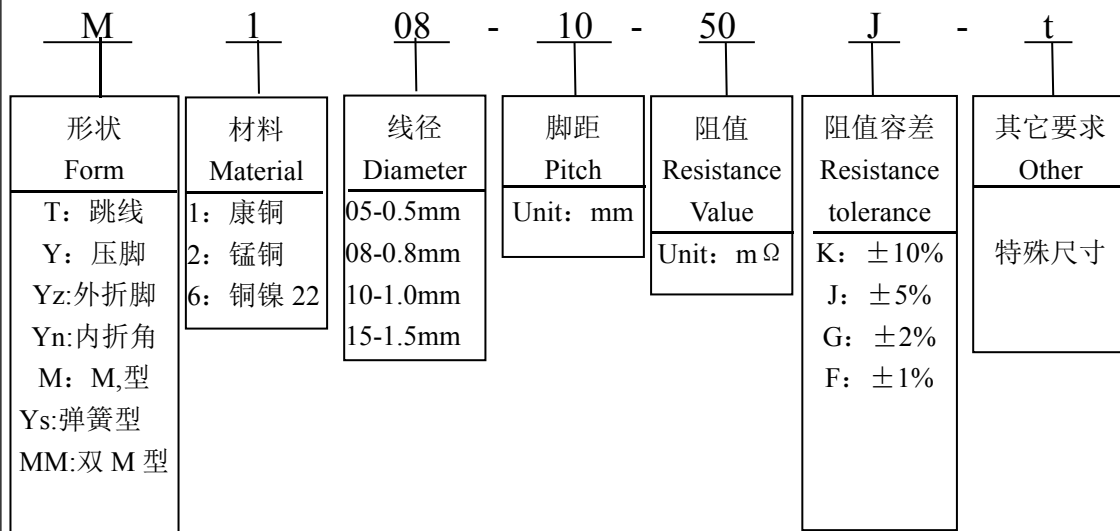 M 1 08 - 10 - 50 J - t
形状
Form
T：跳线
Y：压脚
Yz:外折脚
Yn:内折角
M：M,型
Ys:弹簧型
MM:双 M 型
材料
Material
1：康铜
2：锰铜
6：铜镍 22
线径
Diameter
05-0.5mm
08-0.8mm
10-1.0mm
15-1.5mm
脚距
Pitch
Unit：mm
阻值
Resistance
Value
Unit：mΩ
阻值容差
Resistance
tolerance
K：±10%
J：±5%
G：±2%
F：±1%
其它要求
Other
特殊尺寸